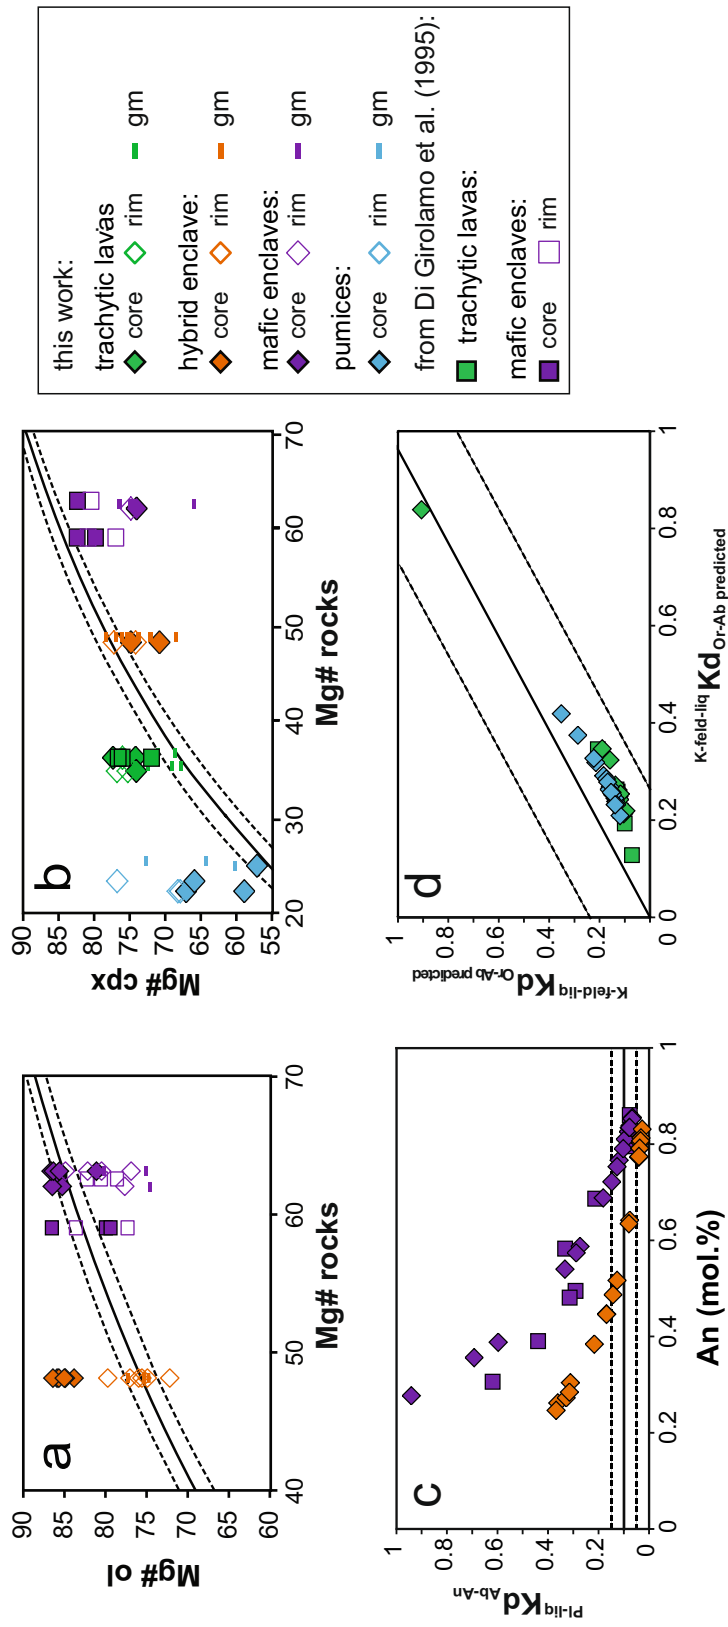 a
90
85
80
75
70
65
60
40
50
60
70
Mg# ol
Mg# rocks
b
90
85
80
75
70
65
60
55
20
30
40
50
60
70
Mg# cpx
Mg# rocks
this work:
trachytic lavas
core rim gm
hybrid enclave:
core rim gm
mafic enclaves:
core rim gm
pumices:
core rim gm
from Di Girolamo et al. (1995):
trachytic lavas:
mafic enclaves:
core rim
c
1
0.8
0.6
0.4
0.2
0
0
0.2
0.4
0.6
0.8
1
Pl-liq Kd Ab-An
An (mol.%)
d
1
0.8
0.6
0.4
0.2
0
0
0.2
0.4
0.6
0.8
1
K-feld-liq Kd Or-Ab predicted
K-feld-liq Kd Or-Ab predicted